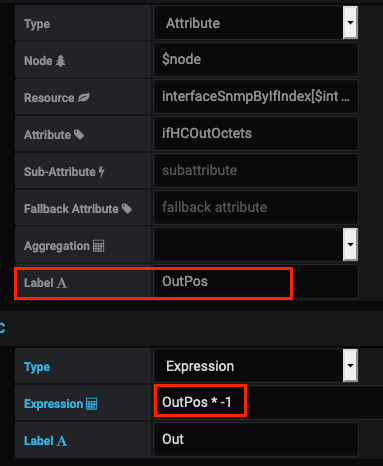 Type Attribute
Node $node
Resource interfaceSnmpByIfIndex[$int ...
Attribute ifHCOutOctets
Sub-Attribute subattribute
Fallback Attribute fallback attribute
Aggregation
Label OutPos
C
Type Expression
Expression OutPos * -1
Label Out